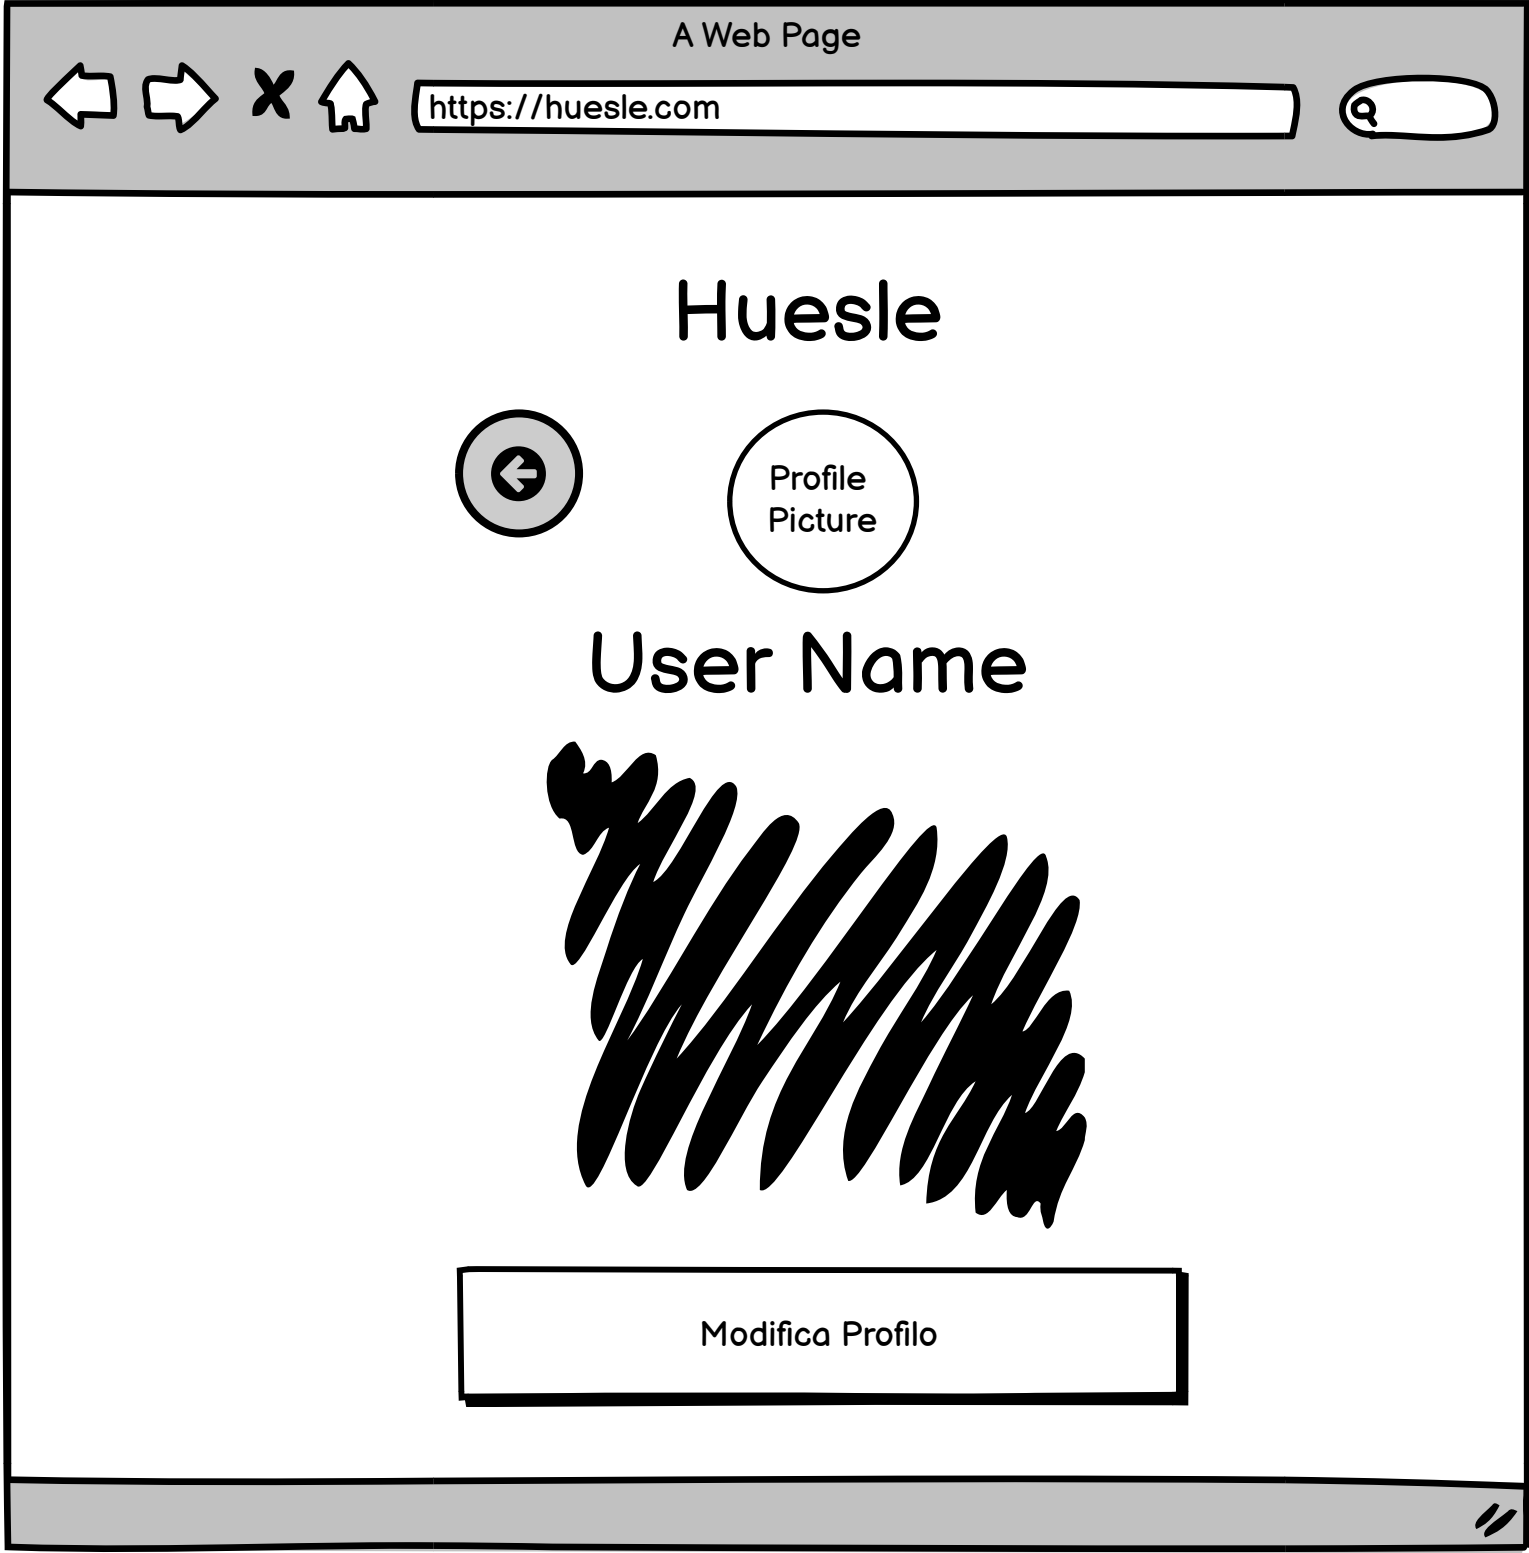 A Web Page
https://huesle.com
Huesle
Profile
Picture
User Name
Modifica Profilo